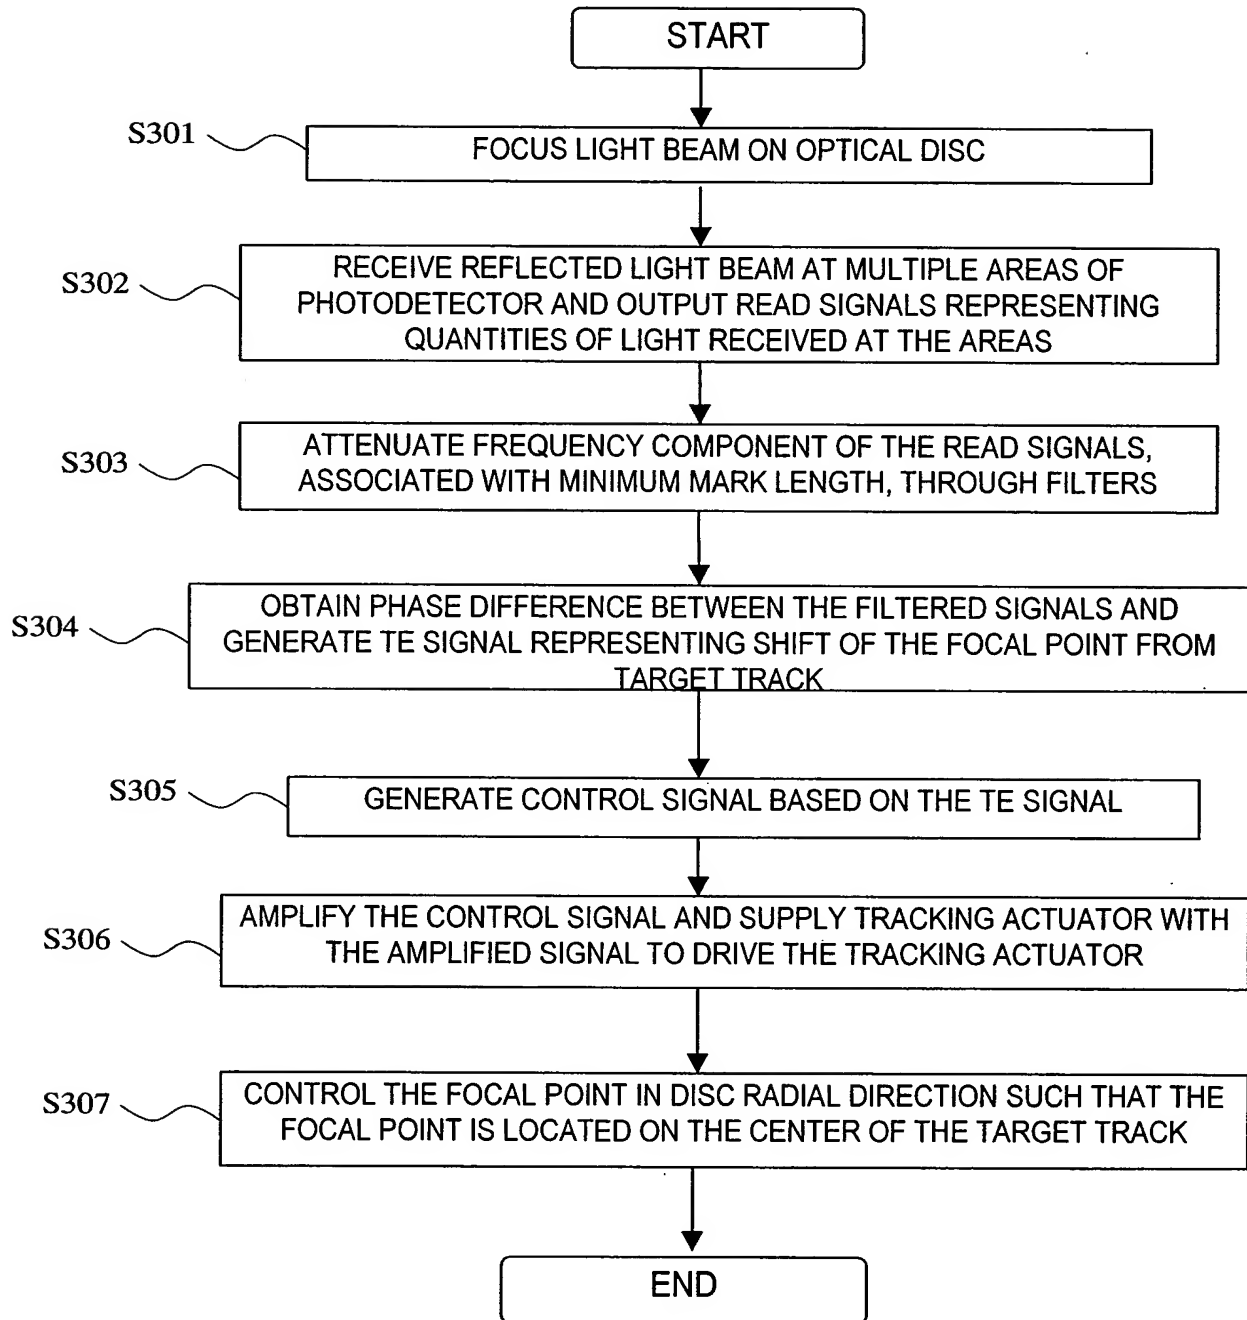 START
S301
FOCUS LIGHT BEAM ON OPTICAL DISC
S302
RECEIVE REFLECTED LIGHT BEAM AT MULTIPLE AREAS OF
PHOTODETECTOR AND OUTPUT READ SIGNALS REPRESENTING
QUANTITIES OF LIGHT RECEIVED AT THE AREAS
S303
ATTENUATE FREQUENCY COMPONENT OF THE READ SIGNALS,
ASSOCIATED WITH MINIMUM MARK LENGTH, THROUGH FILTERS
S304
OBTAIN PHASE DIFFERENCE BETWEEN THE FILTERED SIGNALS AND
GENERATE TE SIGNAL REPRESENTING SHIFT OF THE FOCAL POINT FROM
TARGET TRACK
S305
GENERATE CONTROL SIGNAL BASED ON THE TE SIGNAL
S306
AMPLIFY THE CONTROL SIGNAL AND SUPPLY TRACKING ACTUATOR WITH
THE AMPLIFIED SIGNAL TO DRIVE THE TRACKING ACTUATOR
S307
CONTROL THE FOCAL POINT IN DISC RADIAL DIRECTION SUCH THAT THE
FOCAL POINT IS LOCATED ON THE CENTER OF THE TARGET TRACK
END